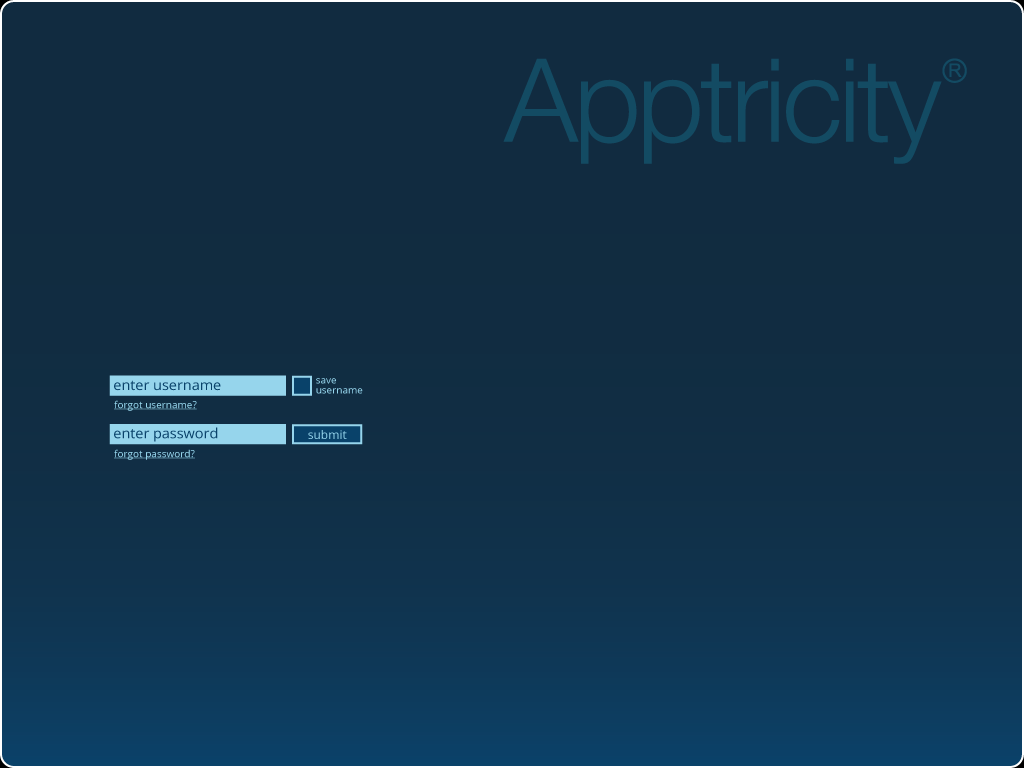 Apptricity®
enter username
save
username
forgot username?
enter password
submit
forgot password?